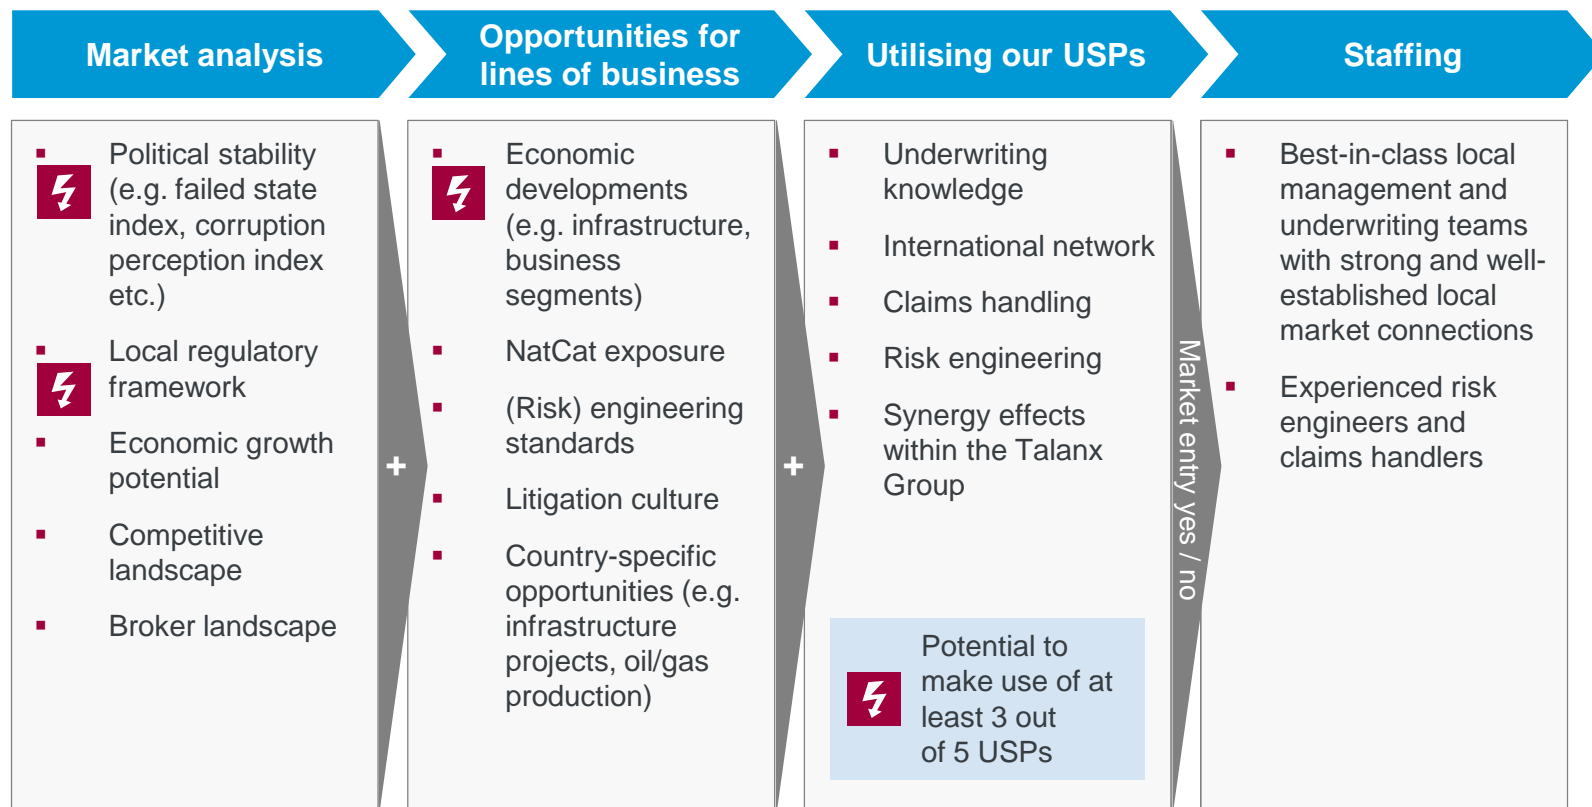 Market analysis
Opportunities for
lines of business
Utilising our USPs
Staffing
Political stability
(e.g. failed state
index, corruption
perception index
etc.)
Local regulatory
framework
Economic growth
potential
Competitive
landscape
Broker landscape
+
Economic
developments
(e.g. infrastructure,
business
segments)
NatCat exposure
(Risk) engineering
standards
Litigation culture
Country-specific
opportunities (e.g.
infrastructure
projects, oil/gas
production)
+
Underwriting
knowledge
International network
Claims handling
Risk engineering
Synergy effects
within the Talanx
Group
Potential to
make use of at
least 3 out
of 5 USPs
Market entry yes / no
Best-in-class local
management and
underwriting teams
with strong and well-
established local
market connections
Experienced risk
engineers and
claims handlers